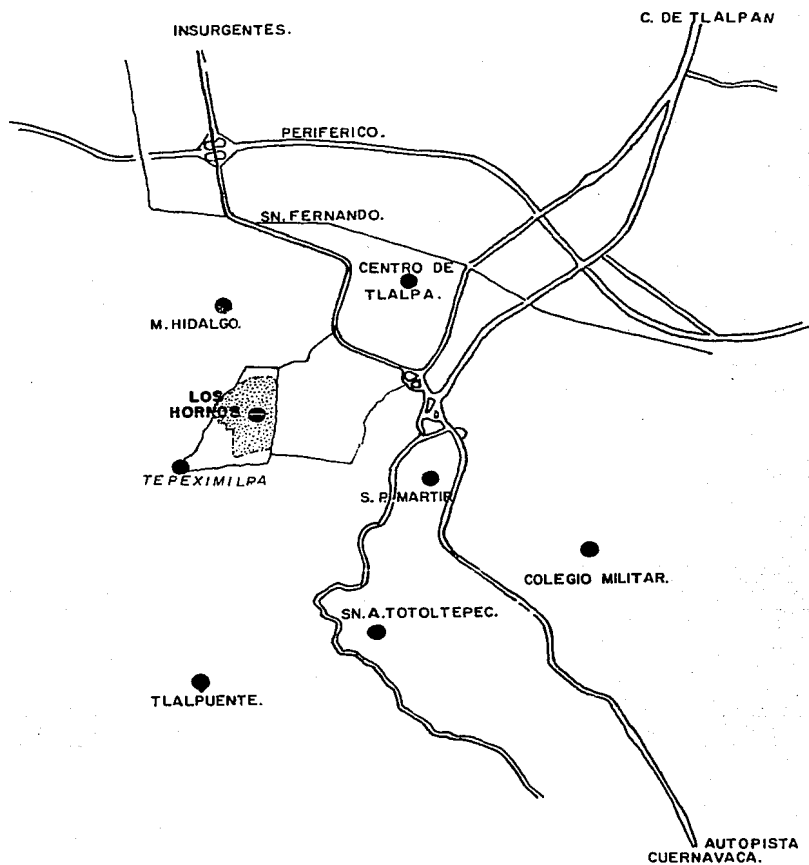 INSURGENTES.
C. DE TLALPAN
PERIFERICO.
SN. FERNANDO.
CENTRO DE
TLALPA.
M. HIDALGO.
LOS
HORNOS
TEPEXIMILPA
S. P. MARTIR
COLEGIO MILITAR.
SN. A. TOTOLTEPEC.
TLALPUENTE.
AUTOPISTA
CUERNAVACA.